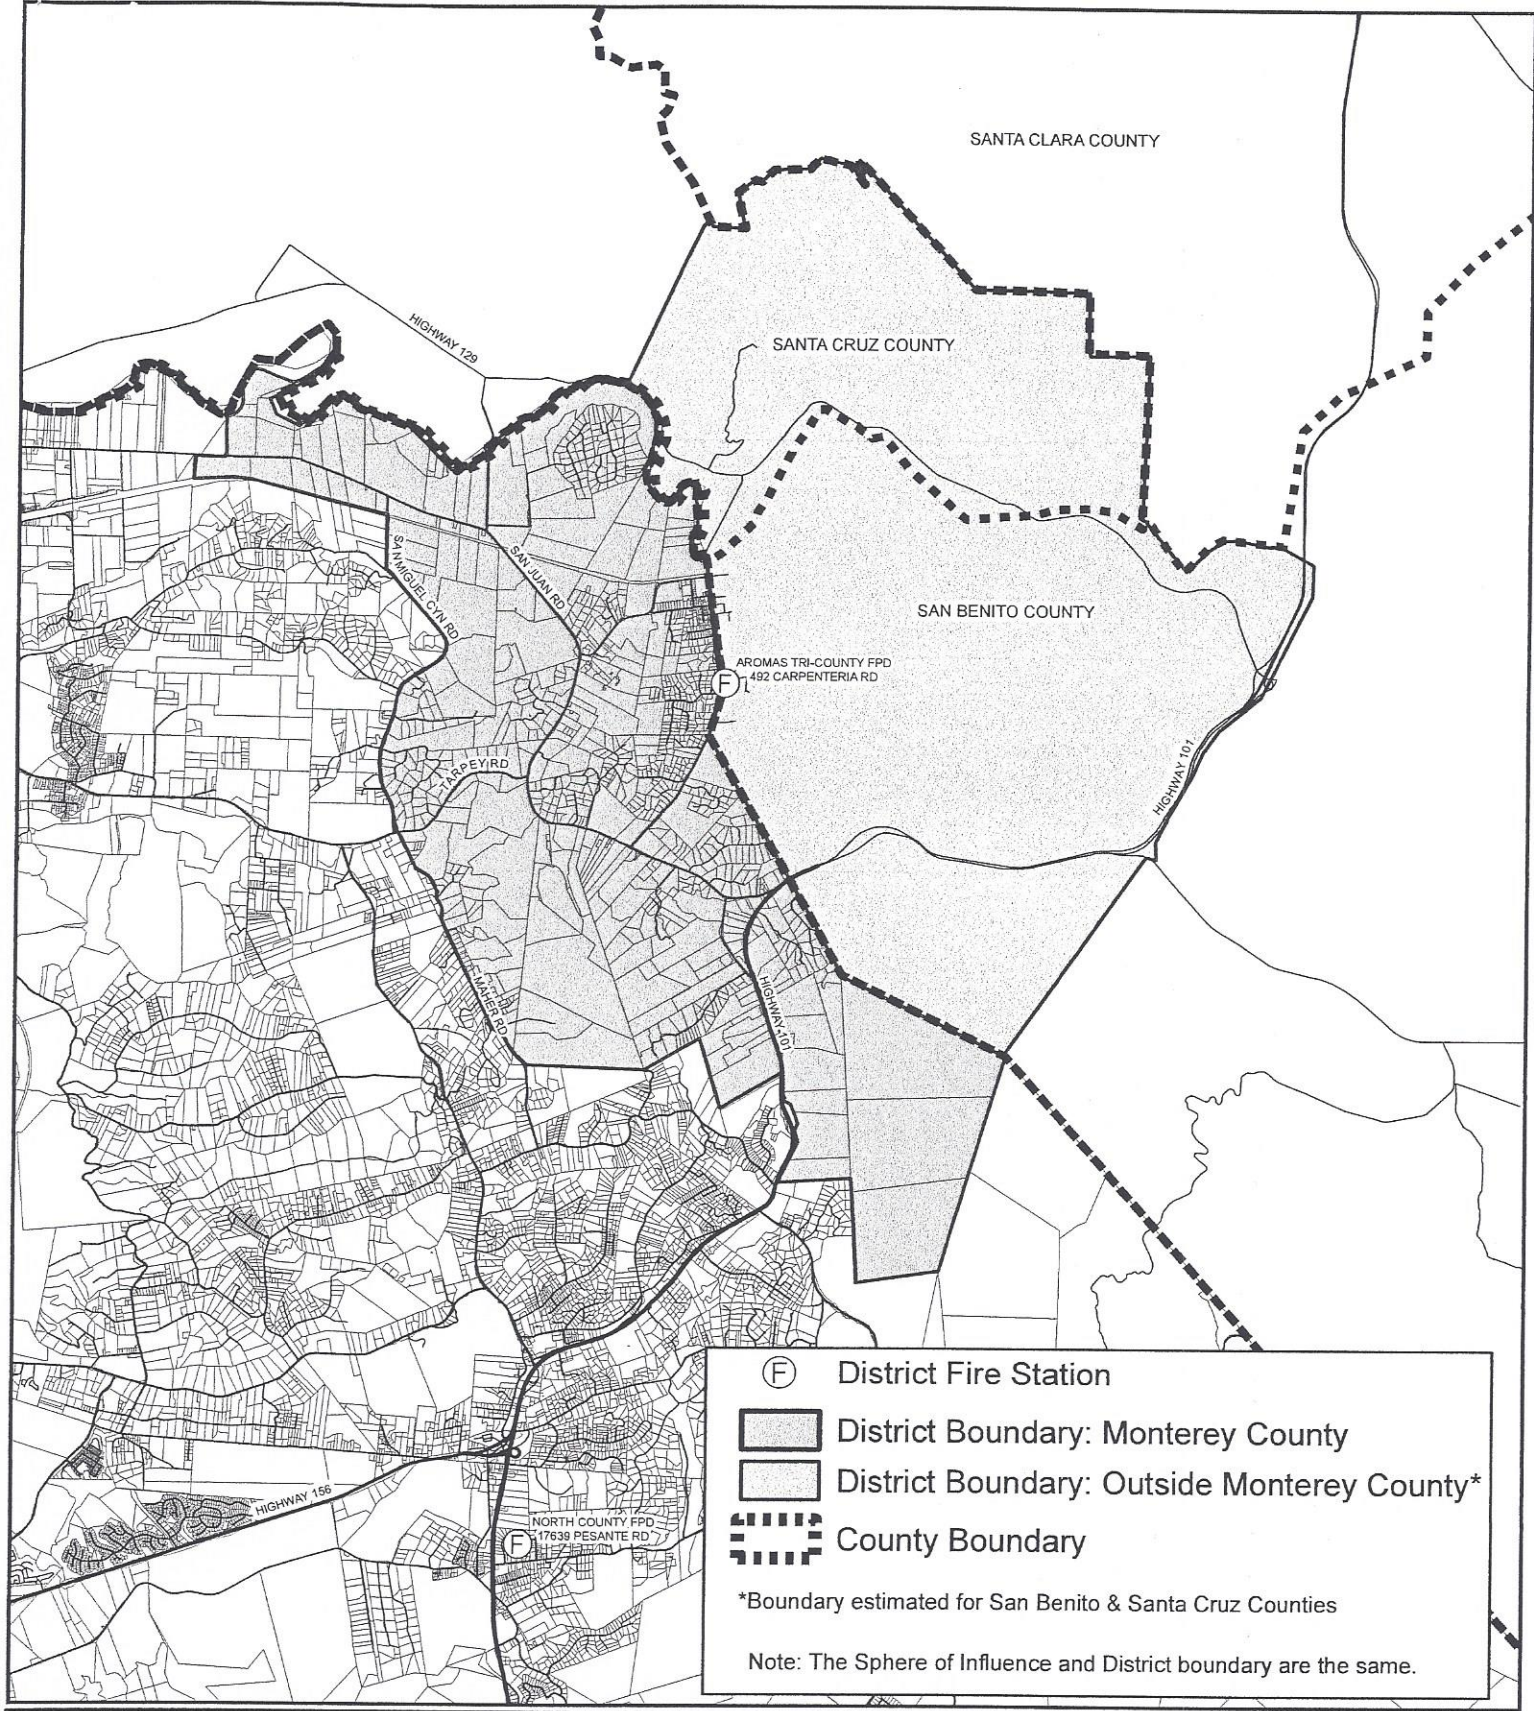 SANTA CLARA COUNTY
HIGHWAY 129
SANTA CRUZ COUNTY
SAN MIGUEL CYN RD
SAN JUAN RD
SAN BENITO COUNTY
AROMAS TRI-COUNTY FPD
492 CARPENTERIA RD
F
TARPEY RD
HIGHWAY 101
MAHER RD
HIGHWAY 101
HIGHWAY 156
NORTH COUNTY FPD
17639 PESANTE RD
F
F District Fire Station
District Boundary: Monterey County
District Boundary: Outside Monterey County*
County Boundary
*Boundary estimated for San Benito & Santa Cruz Counties
Note: The Sphere of Influence and District boundary are the same.